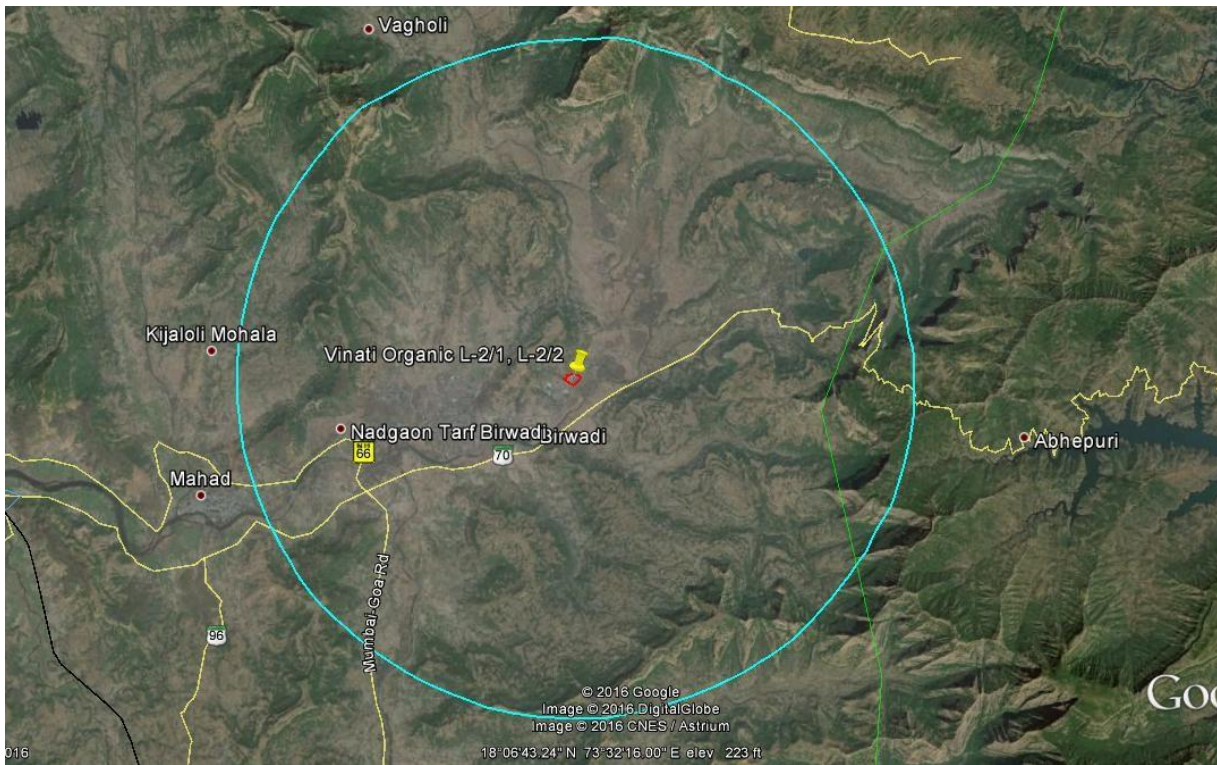 Vagholi
Kijaloli Mohala
Vinati Organic L-2/1, L-2/2
Nadgaon Tarf Birwadi
Birwadi
66
70
Abhepuri
Mahad
Mumbai-Goa-Rd
96
© 2016 Google
Image © 2016 DigitalGlobe
Image © 2016 CNES / Astrium
Goo
016
18°06'43.24" N 73°32'16.00" E elev 223 ft